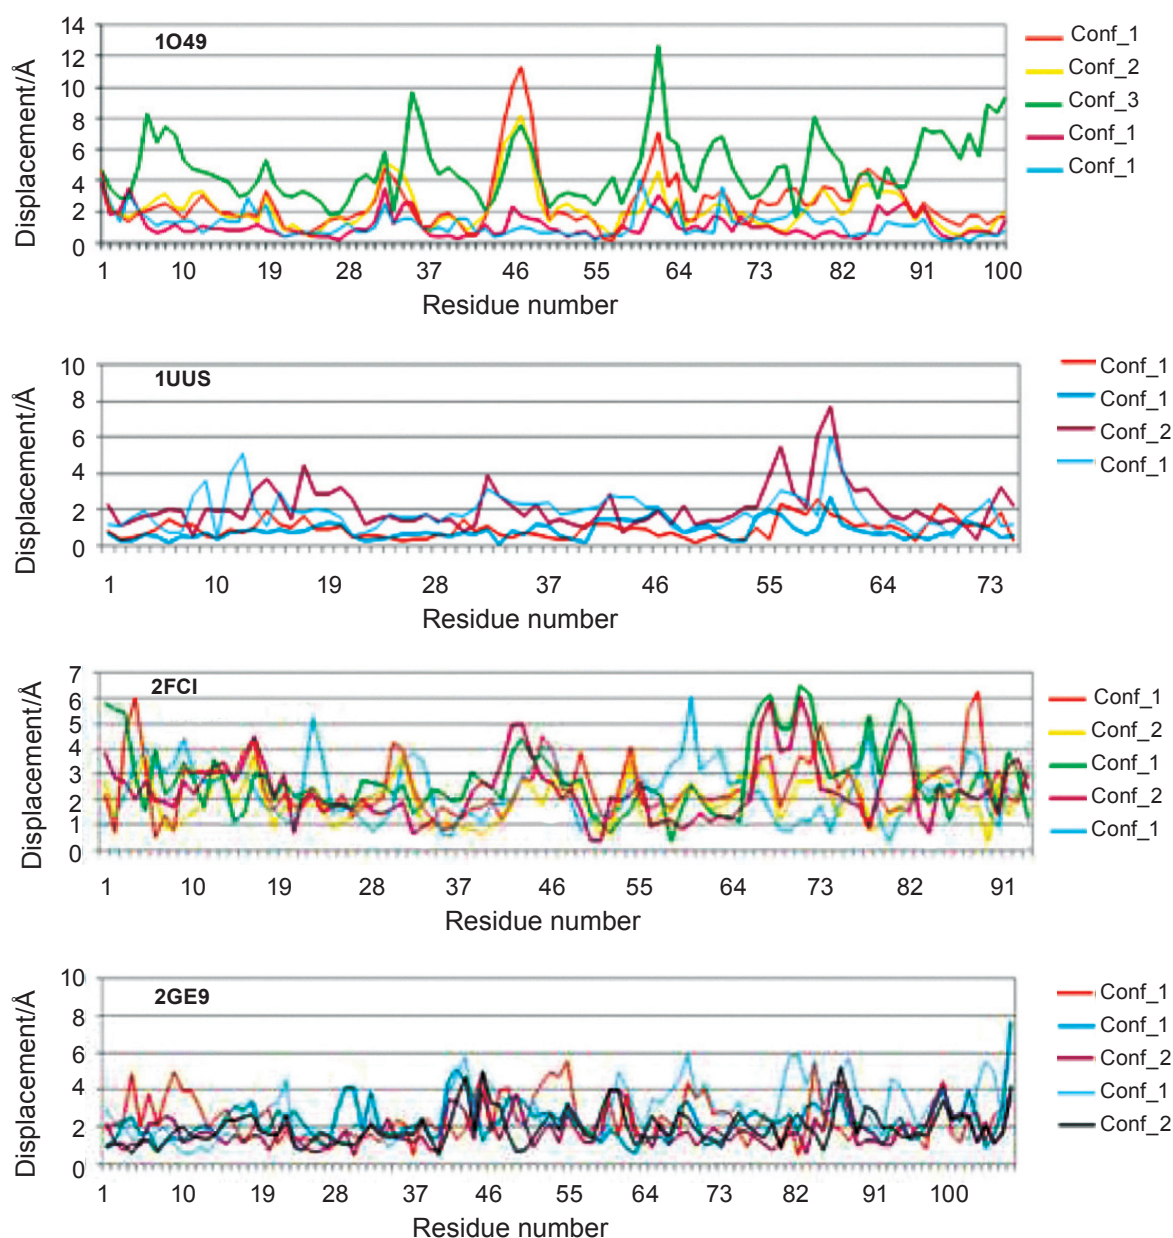 1O49
Displacement/Å
14
12
10
8
6
4
2
0
1 10 19 28 37 46 55 64 73 82 91 100
Residue number
Conf_1
Conf_2
Conf_3
Conf_1
Conf_1
1UUS
Displacement/Å
10
8
6
4
2
0
1 10 19 28 37 46 55 64 73
Residue number
Conf_1
Conf_1
Conf_2
Conf_1
2FCI
Displacement/Å
7
6
5
4
3
2
1
0
1 10 19 28 37 46 55 64 73 82 91
Residue number
Conf_1
Conf_2
Conf_1
Conf_2
Conf_1
2GE9
Displacement/Å
10
8
6
4
2
0
1 10 19 28 37 46 55 64 73 82 91 100
Residue number
Conf_1
Conf_1
Conf_2
Conf_1
Conf_2